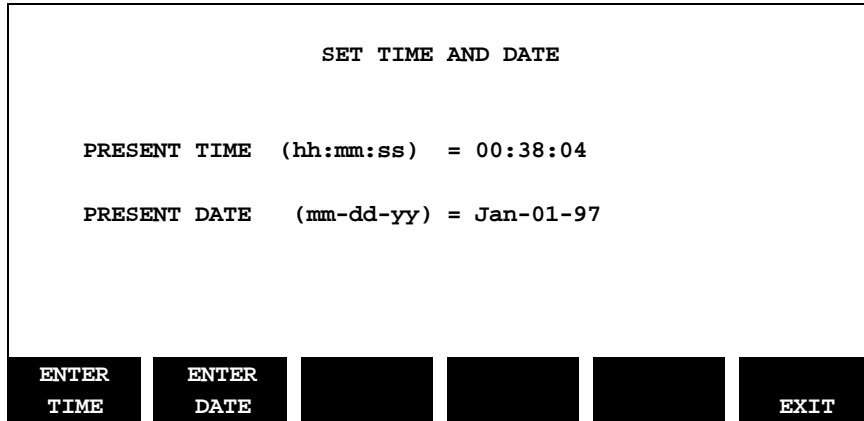 SET TIME AND DATE
PRESENT TIME (hh:mm:ss) = 00:38:04
PRESENT DATE (mm-dd-yy) = Jan-01-97
ENTER TIME
ENTER DATE
EXIT